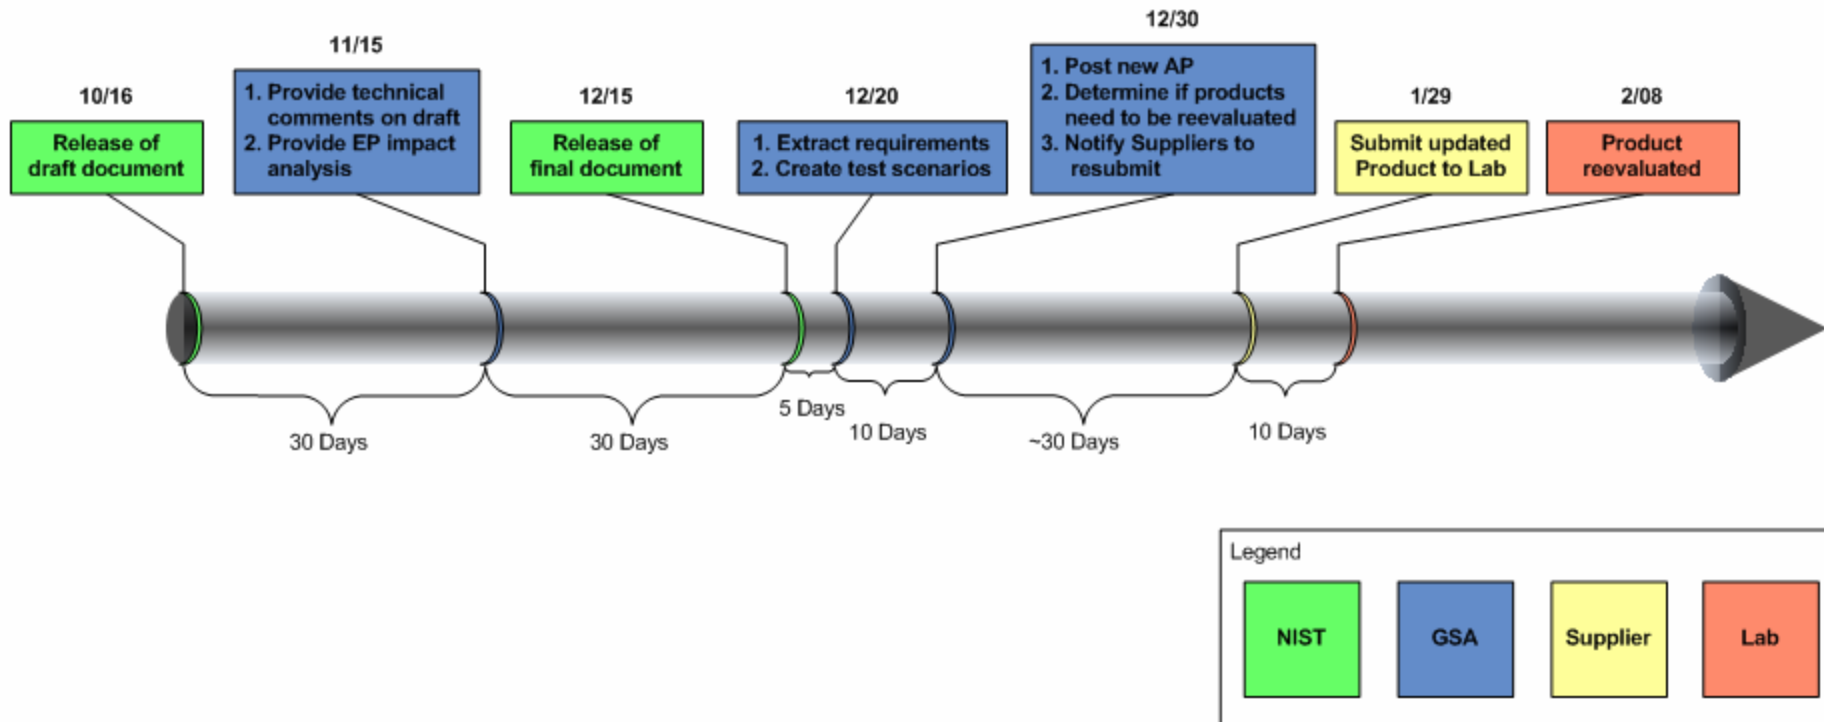 10/16
Release of
draft document
11/15
1. Provide technical
comments on draft
2. Provide EP impact
analysis
12/15
Release of
final document
12/20
1. Extract requirements
2. Create test scenarios
12/30
1. Post new AP
2. Determine if products
need to be reevaluated
3. Notify Suppliers to
resubmit
1/29
Submit updated
Product to Lab
2/08
Product
reevaluated
30 Days
30 Days
5 Days
10 Days
~30 Days
10 Days
Legend
NIST
GSA
Supplier
Lab